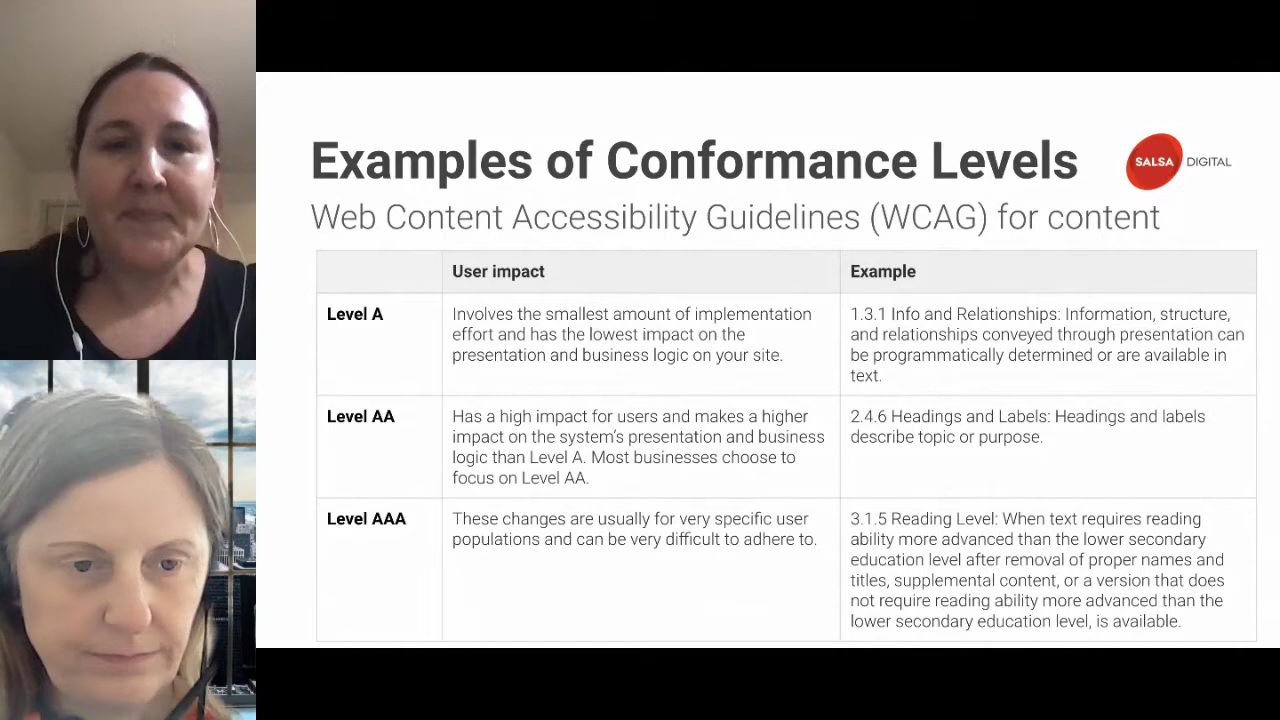 Examples of Conformance Levels
SALSA DIGITAL
Web Content Accessibility Guidelines (WCAG) for content
User impact
Example
Level A
Involves the smallest amount of implementation
effort and has the lowest impact on the
presentation and business logic on your site.
1.3.1 Info and Relationships: Information, structure,
and relationships conveyed through presentation can
be programmatically determined or are available in
text.
Level AA
Has a high impact for users and makes a higher
impact on the system's presentation and business
logic than Level A. Most businesses choose to
focus on Level AA.
2.4.6 Headings and Labels: Headings and labels
describe topic or purpose.
Level AAA
These changes are usually for very specific user
populations and can be very difficult to adhere to.
3.1.5 Reading Level: When text requires reading
ability more advanced than the lower secondary
education level after removal of proper names and
titles, supplemental content, or a version that does
not require reading ability more advanced than the
lower secondary education level, is available.